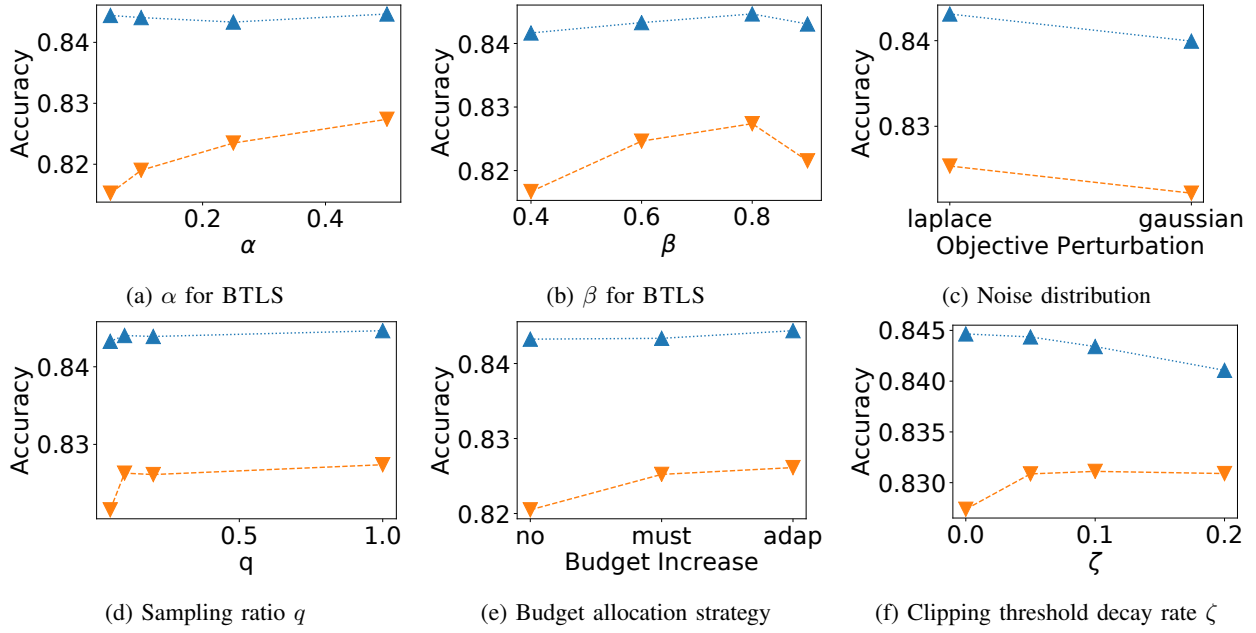 0.84
0.83
0.82
Accuracy
0.2 0.4
α
(a) α for BTLS
0.84
0.83
0.82
Accuracy
0.4 0.6 0.8
β
(b) β for BTLS
0.84
0.83
Accuracy
laplace gaussian
Objective Perturbation
(c) Noise distribution
0.84
0.83
Accuracy
0.5 1.0
q
(d) Sampling ratio q
0.84
0.83
0.82
Accuracy
no must adap
Budget Increase
(e) Budget allocation strategy
0.845
0.840
0.835
0.830
Accuracy
0.0 0.1 0.2
ζ
(f) Clipping threshold decay rate ζ